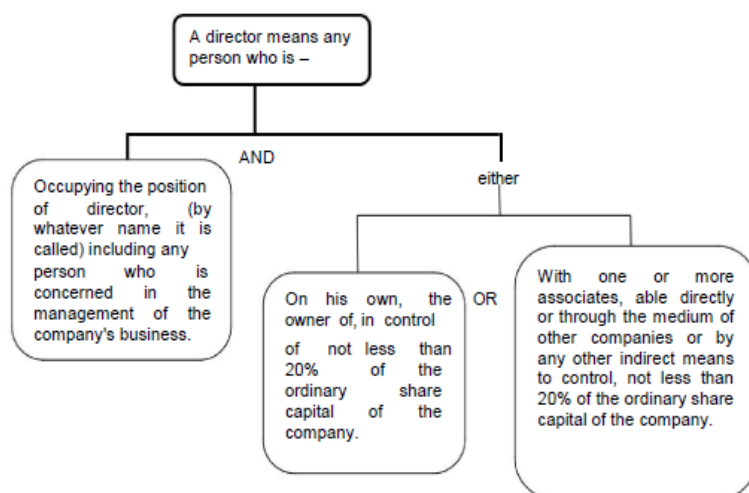 A director means any
person who is –
AND
either
Occupying the position
of director, (by
whatever name it is
called) including any
person who is
concerned in the
management of the
company's business.
On his own, the
owner of, in control
of not less than
20% of the
ordinary share
capital of the
company.
OR
With one or more
associates, able directly
or through the medium of
other companies or by
any other indirect means
to control, not less than
20% of the ordinary share
capital of the company.